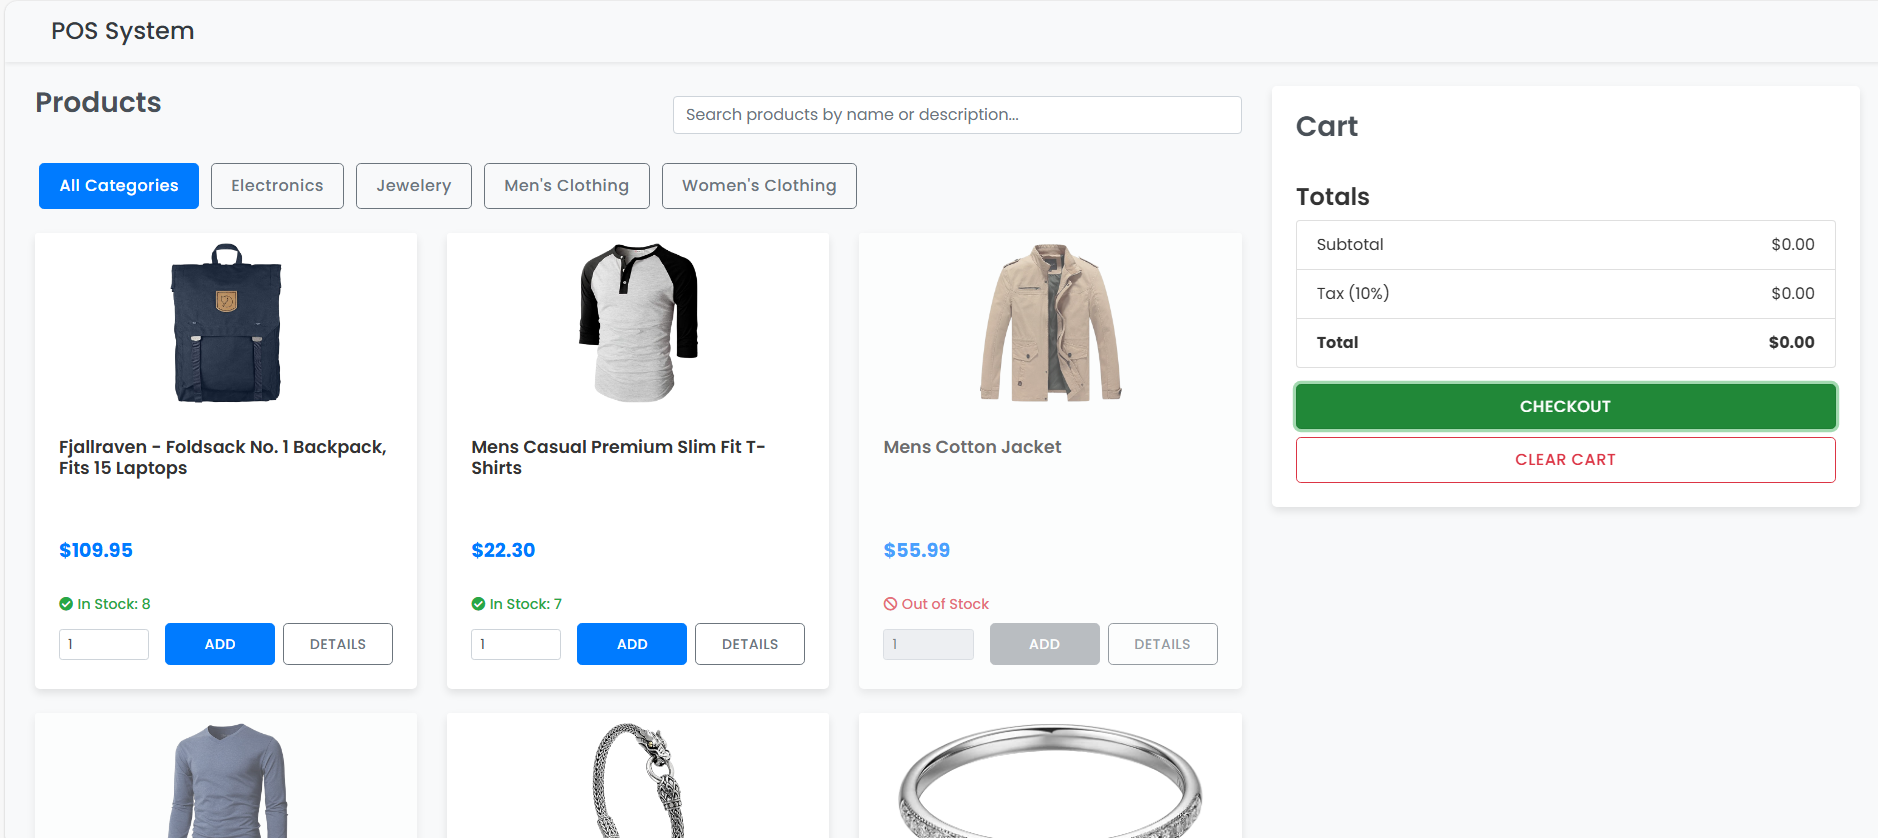 POS System
Products
Search products by name or description...
All Categories
Electronics
Jewelery
Men's Clothing
Women's Clothing
Fjallraven - Foldsack No. 1 Backpack,
Fits 15 Laptops
$109.95
In Stock: 8
1
ADD
DETAILS
Mens Casual Premium Slim Fit T-
Shirts
$22.30
In Stock: 7
1
ADD
DETAILS
Mens Cotton Jacket
$55.99
Out of Stock
1
ADD
DETAILS
Cart
Totals
Subtotal $0.00
Tax (10%) $0.00
Total $0.00
CHECKOUT
CLEAR CART